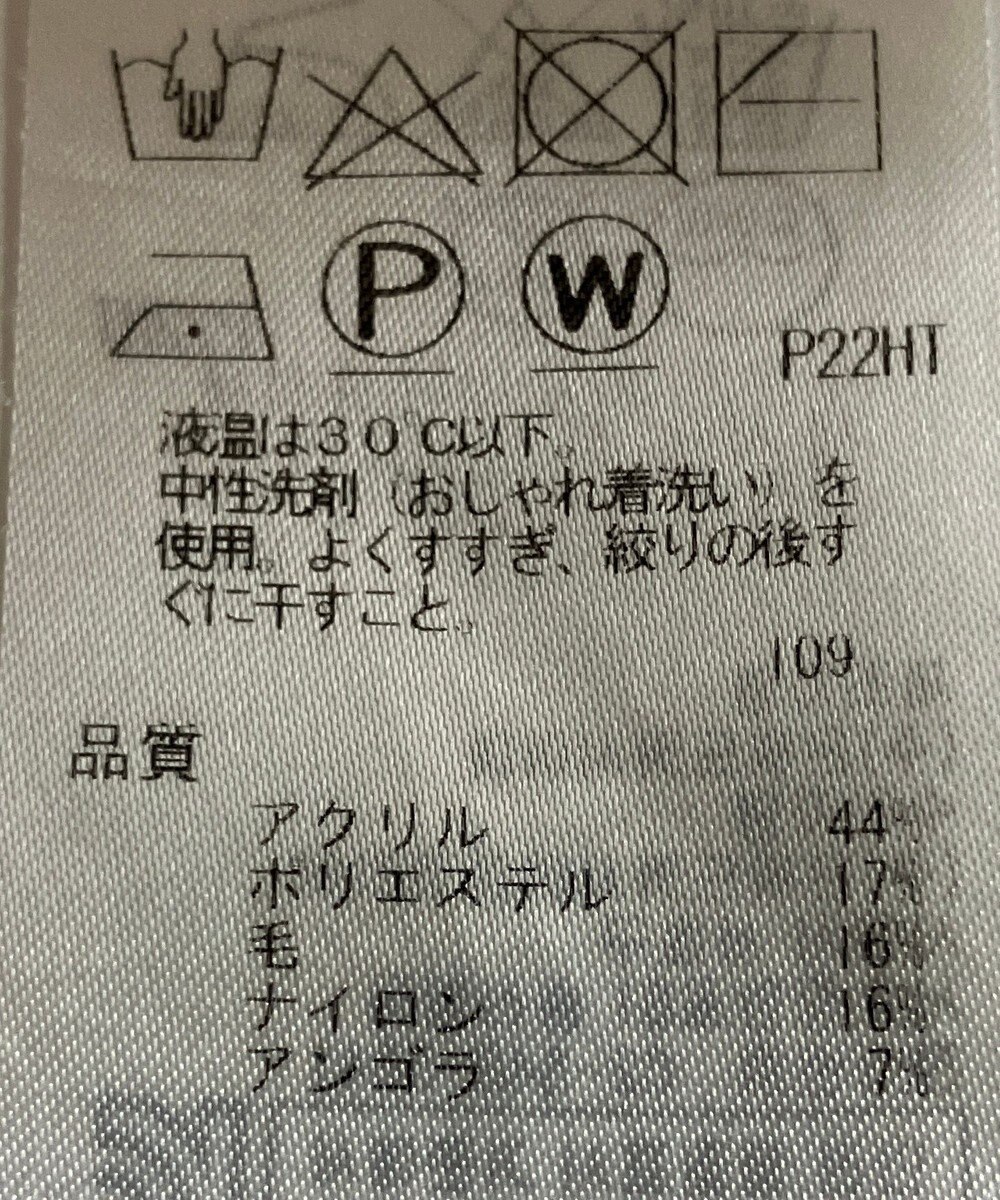 P
W
P22HT
液温は30℃以下。
中性洗剤(おしゃれ着洗い)を
使用。よくすすぎ、絞りの後す
ぐに干すこと。
109
品質
アクリル 44%
ポリエステル 17%
毛 16%
ナイロン 16%
アンゴラ 7%